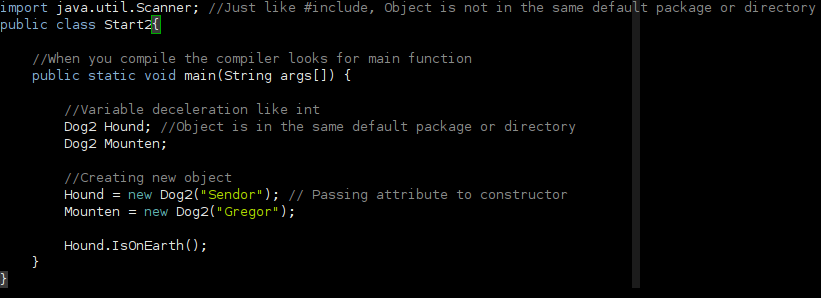 import java.util.Scanner; //Just like #include, Object is not in the same default package or directory
public class Start2{
//When you compile the compiler looks for main function
public static void main(String args[]) {
//Variable deceleration like int
Dog2 Hound; //Object is in the same default package or directory
Dog2 Mounten;
//Creating new object
Hound = new Dog2("Sendor"); // Passing attribute to constructor
Mounten = new Dog2("Gregor");
Hound.IsOnEarth();
}
}